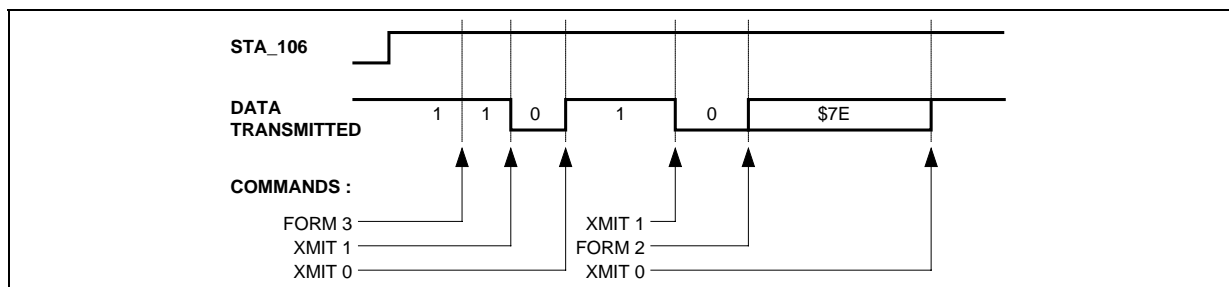 STA_106
DATA
TRANSMITTED
1 1 0 1 0 $7E
COMMANDS :
FORM 3
XMIT 1
XMIT 0
XMIT 1
FORM 2
XMIT 0